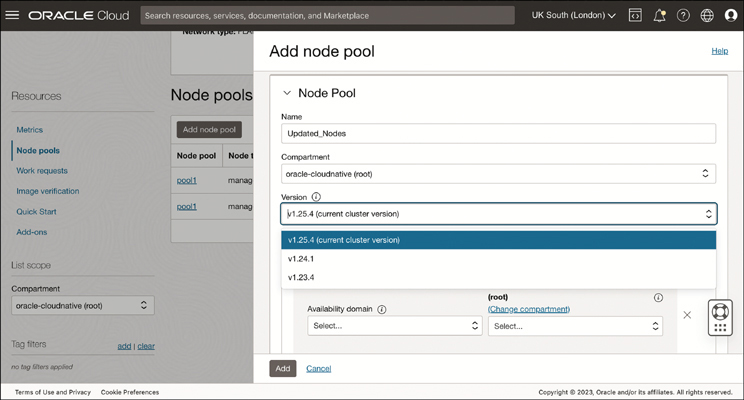 ORACLE Cloud
Search resources, services, documentation, and Marketplace
UK South (London)
Resources
Metrics
Node pools
Work requests
Image verification
Quick Start
Add-ons
List scope
Compartment
oracle-cloudnative (root)
Tag filters add | clear
no tag filters applied
Node pools
Add node pool
Node pool Node t
pool1 manag
pool1 manag
Add node pool
Help
Node Pool
Name
Updated_Nodes
Compartment
oracle-cloudnative (root)
Version
v1.25.4 (current cluster version)
v1.25.4 (current cluster version)
v1.24.1
v1.23.4
(root)
Availability domain
(Change compartment)
Select...
Select...
Add
Cancel
Terms of Use and Privacy Cookie Preferences
Copyright © 2023, Oracle and/or its affiliates. All rights reserved.